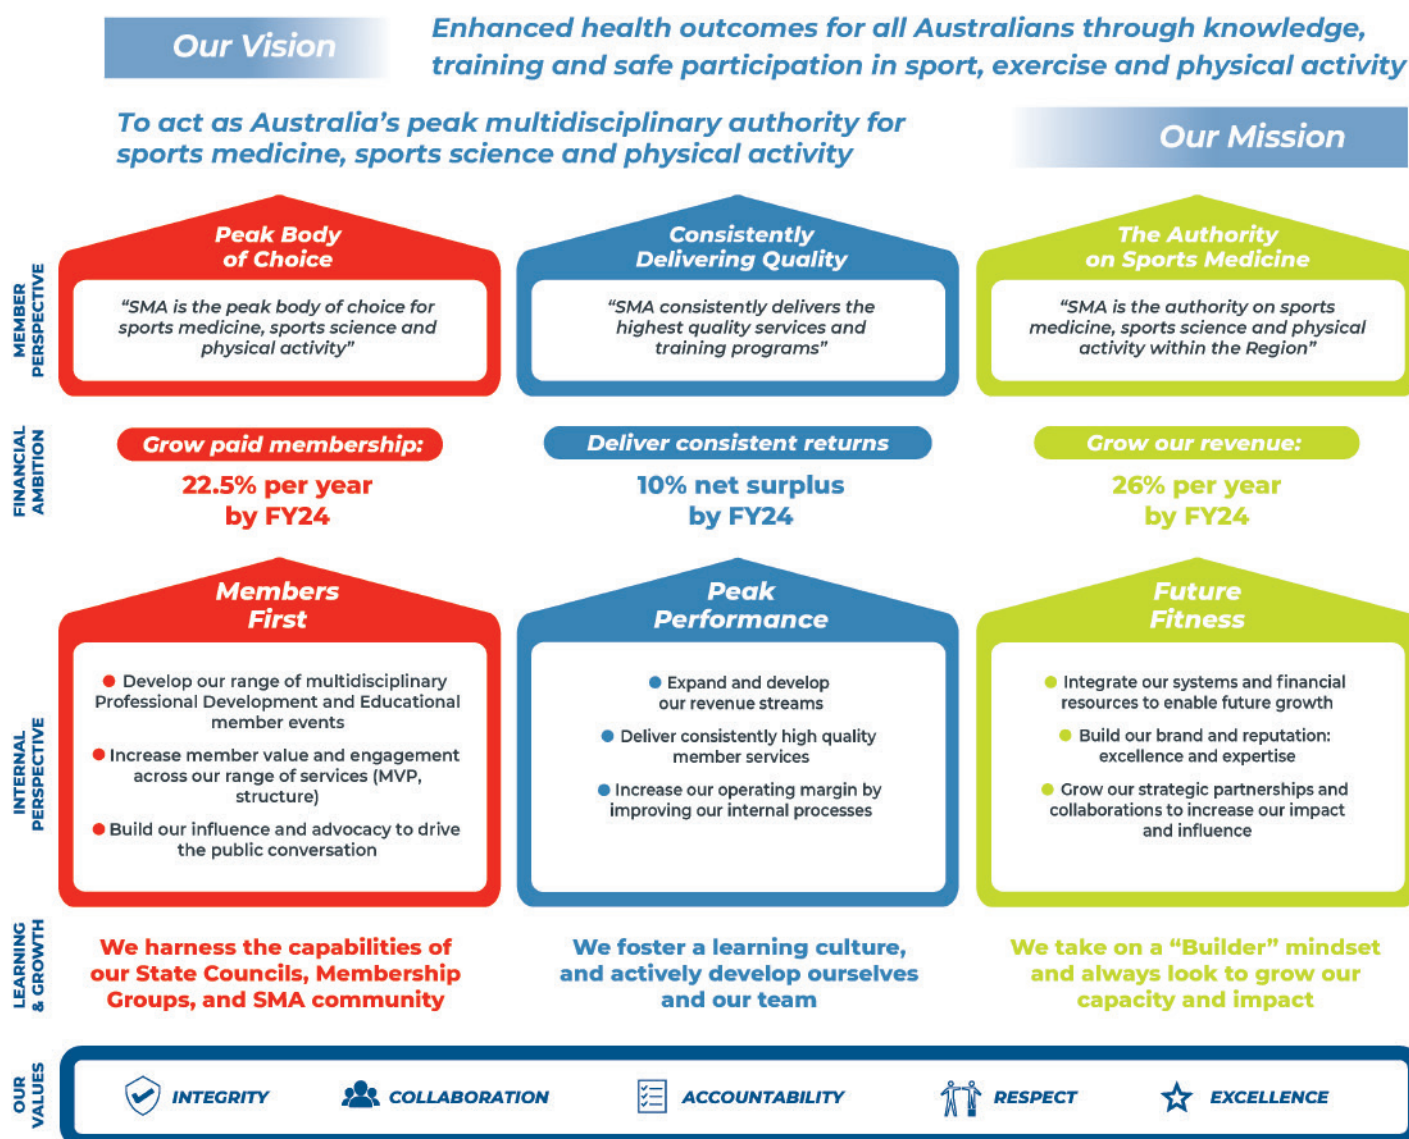 Our Vision
Enhanced health outcomes for all Australians through knowledge,
training and safe participation in sport, exercise and physical activity
To act as Australia’s peak multidisciplinary authority for
sports medicine, sports science and physical activity
Our Mission
MEMBER
PERSPECTIVE
Peak Body
of Choice
“SMA is the peak body of choice for
sports medicine, sports science and
physical activity”
Consistently
Delivering Quality
“SMA consistently delivers the
highest quality services and
training programs”
The Authority
on Sports Medicine
“SMA is the authority on sports
medicine, sports science and physical
activity within the Region”
FINANCIAL
AMBITION
Grow paid membership:
22.5% per year
by FY24
Deliver consistent returns
10% net surplus
by FY24
Grow our revenue:
26% per year
by FY24
INTERNAL
PERSPECTIVE
Members
First
● Develop our range of multidisciplinary
Professional Development and Educational
member events
● Increase member value and engagement
across our range of services (MVP,
structure)
● Build our influence and advocacy to drive
the public conversation
Peak
Performance
● Expand and develop
our revenue streams
● Deliver consistently high quality
member services
● Increase our operating margin by
improving our internal processes
Future
Fitness
● Integrate our systems and financial
resources to enable future growth
● Build our brand and reputation:
excellence and expertise
● Grow our strategic partnerships and
collaborations to increase our impact
and influence
LEARNING
& GROWTH
We harness the capabilities of
our State Councils, Membership
Groups, and SMA community
We foster a learning culture,
and actively develop ourselves
and our team
We take on a “Builder” mindset
and always look to grow our
capacity and impact
OUR
VALUES
INTEGRITY
COLLABORATION
ACCOUNTABILITY
RESPECT
EXCELLENCE